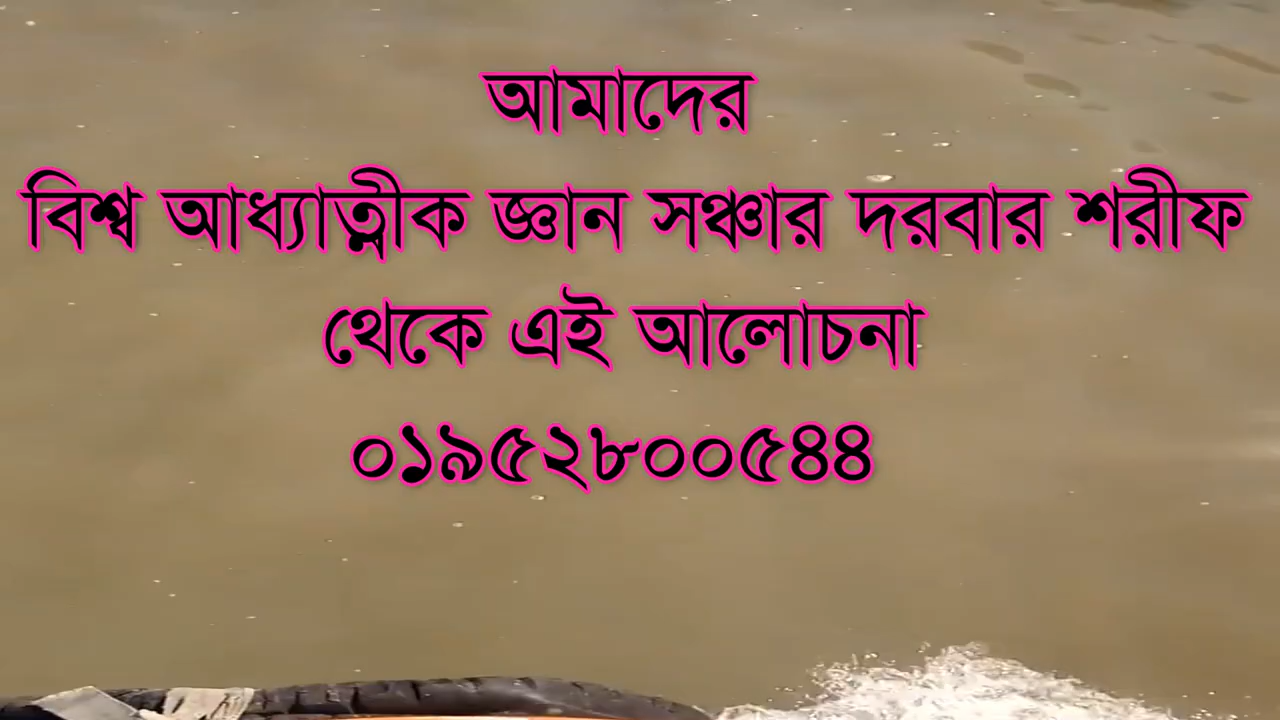 আমাদের
বিশ্ব আধ্যাত্নীক জ্ঞান সঞ্চার দরবার শরীফ
থেকে এই আলোচনা
০১৯৫২৮০০৫৪৪